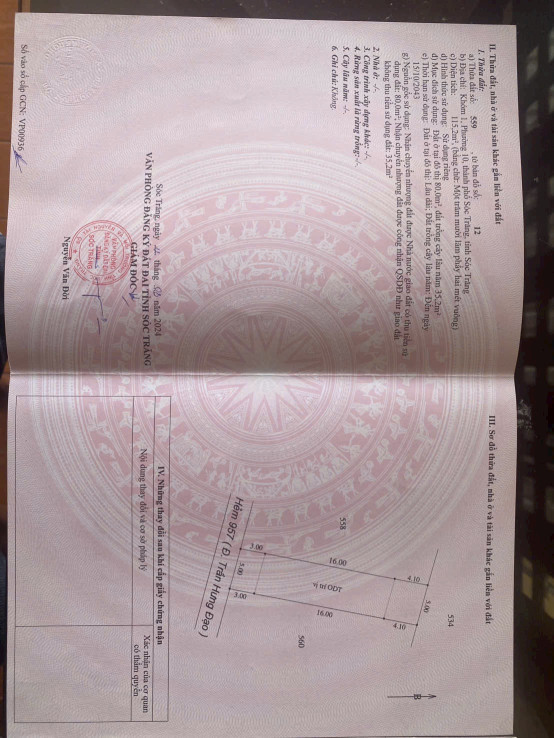 II. Thửa đất, nhà ở và tài sản khác gắn liền với đất
1. Thửa đất:
a) Thửa đất số: 559 , tờ bản đồ số: 12
b) Địa chỉ: Khóm 1, Phường 10, thành phố Sóc Trăng, tỉnh Sóc Trăng
c) Diện tích: 115,2m², (bằng chữ: Một trăm mười lăm phẩy hai mét vuông)
d) Hình thức sử dụng: Sử dụng riêng
đ) Mục đích sử dụng: Đất ở tại đô thị 80,0m², đất trồng cây lâu năm 35,2m²
e) Thời hạn sử dụng: Đất ở tại đô thị: Lâu dài; Đất trồng cây lâu năm: Đến ngày
15/10/2043
g) Nguồn gốc sử dụng: Nhận chuyển nhượng đất được Nhà nước giao đất có thu tiền sử
dụng đất: 80,0m²; Nhận chuyển nhượng đất được công nhận QSDĐ như giao đất
không thu tiền sử dụng đất: 35,2m²
2. Nhà ở: -/-.
3. Công trình xây dựng khác: -/-.
4. Rừng sản xuất là rừng trồng: -/-.
5. Cây lâu năm: -/-.
6. Ghi chú: Không.
Sóc Trăng, ngày tháng năm 2024
VĂN PHÒNG ĐĂNG KÝ ĐẤT ĐAI TỈNH SÓC TRĂNG
GIÁM ĐỐC
Nguyễn Văn Đời
Số vào sổ cấp GCN: VP00936
III. Sơ đồ thửa đất, nhà ở và tài sản khác gắn liền với đất
B
534
5.00
4.10
4.10
558
16.00
vị trí ODT
16.00
560
3.00
5.00
3.00
Hẻm 957 ( Đ. Trần Hưng Đạo )
IV. Những thay đổi sau khi cấp giấy chứng nhận
Nội dung thay đổi và cơ sở pháp lý
Xác nhận của cơ quan
có thẩm quyền